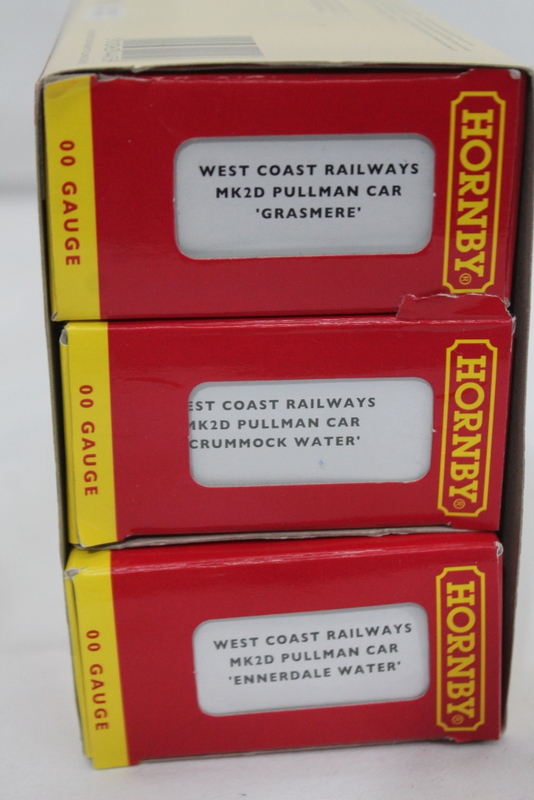 00 GAUGE
WEST COAST RAILWAYS
MK2D PULLMAN CAR
'GRASMERE'
HORNBY®
00 GAUGE
EST COAST RAILWAYS
MK2D PULLMAN CAR
CRUMMOCK WATER'
HORNBY®
00 GAUGE
WEST COAST RAILWAYS
MK2D PULLMAN CAR
'ENNERDALE WATER'
HORNBY®